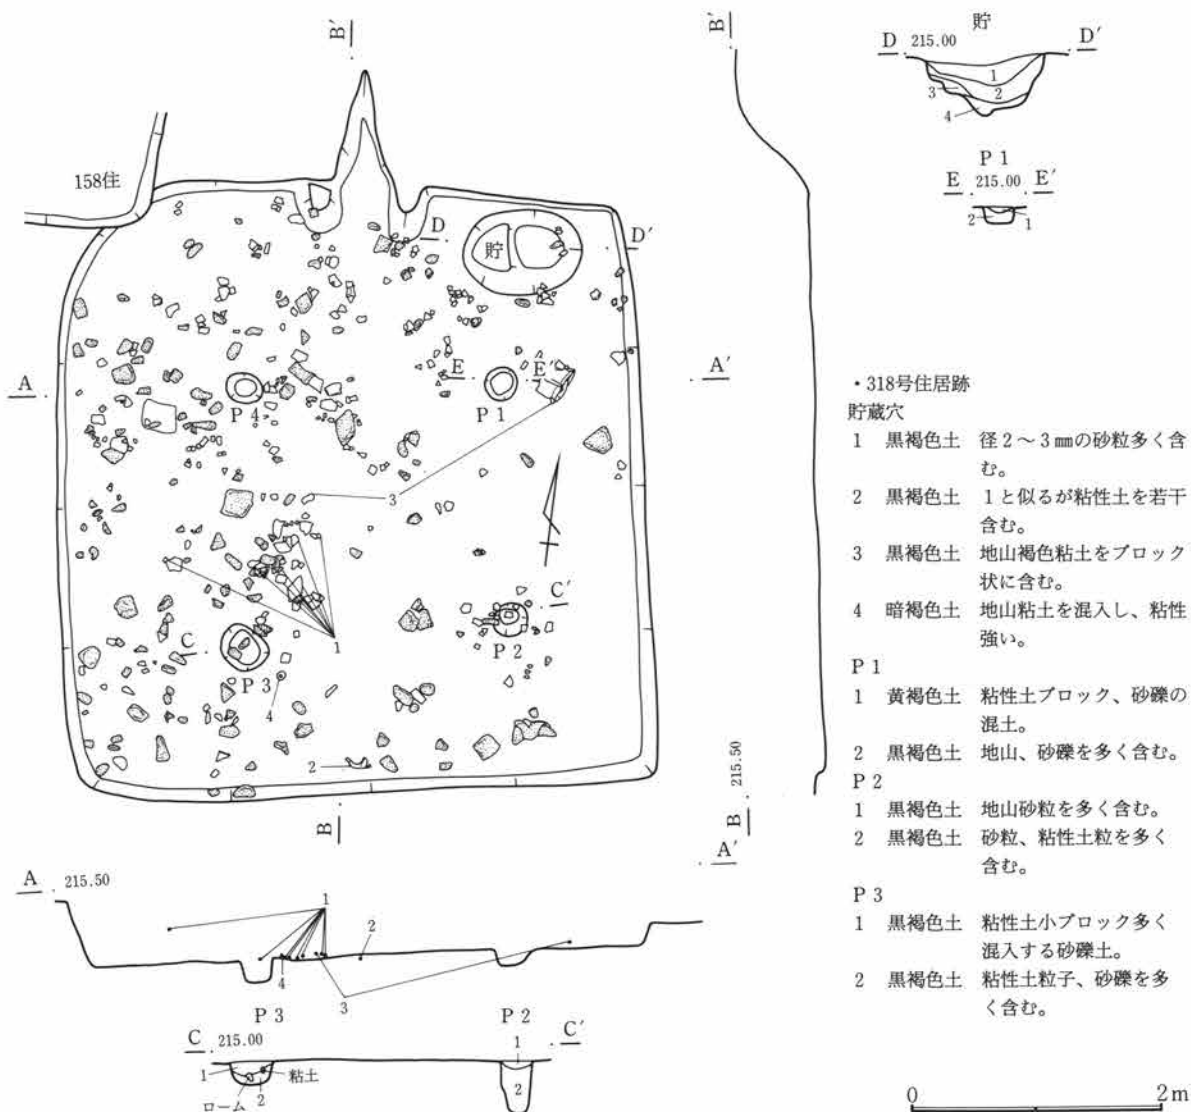 B′
B′
158住
貯
D
D′
A
A′
E
E′
P 4
P 1
3
C
C′
1
P 3
P 2
4
2
B
B
215.50
貯
D 215.00
D′
1
2
3
4
P 1
E 215.00 E′
2
1
・318号住居跡
貯蔵穴
1 黒褐色土 径2～3㎜の砂粒多く含
む。
2 黒褐色土 1と似るが粘性土を若干
含む。
3 黒褐色土 地山褐色粘土をブロック
状に含む。
4 暗褐色土 地山粘土を混入し、粘性
強い。
P 1
1 黄褐色土 粘性土ブロック、砂礫の
混土。
2 黒褐色土 地山、砂礫を多く含む。
P 2
1 黒褐色土 地山砂粒を多く含む。
2 黒褐色土 砂粒、粘性土粒を多く
含む。
P 3
1 黒褐色土 粘性土小ブロック多く
混入する砂礫土。
2 黒褐色土 粘性土粒子、砂礫を多
く含む。
A 215.50
A′
1
2
4
3
P 3
P 2
C 215.00
C′
1
粘土
ローム
2
1
2
0
2m